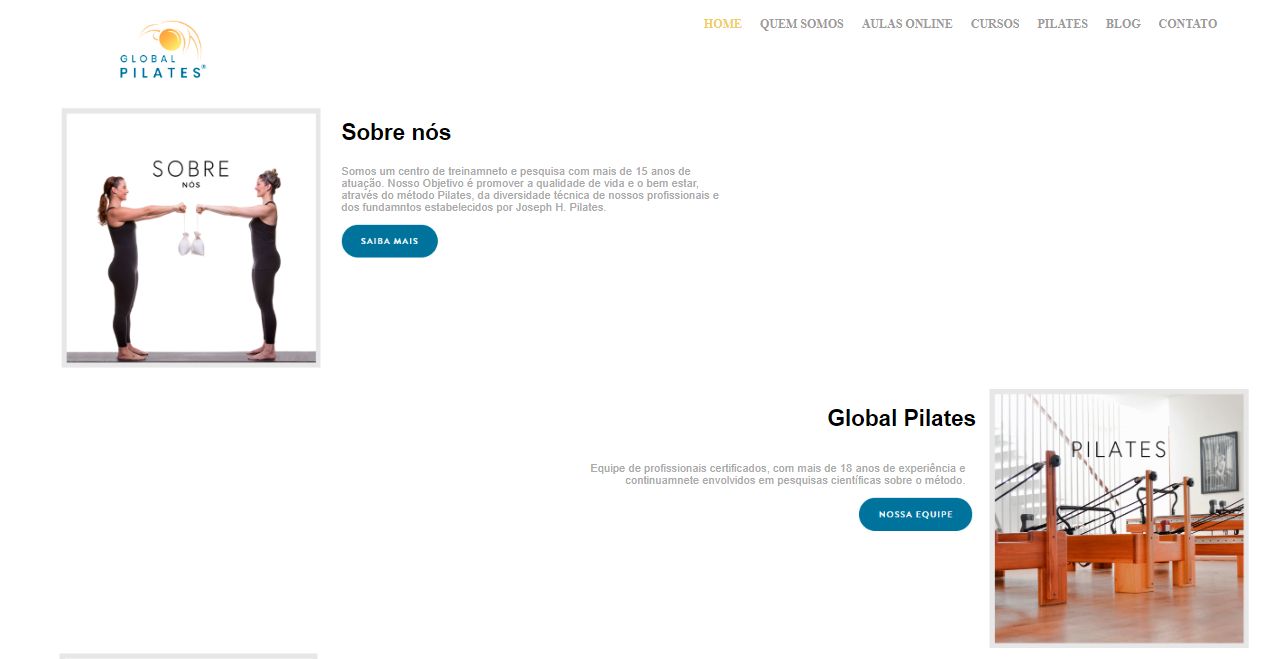 GLOBAL
PILATES®
HOME QUEM SOMOS AULAS ONLINE CURSOS PILATES BLOG CONTATO
SOBRE
NÓS
Sobre nós
Somos um centro de treinamneto e pesquisa com mais de 15 anos de
atuação. Nosso Objetivo é promover a qualidade de vida e o bem estar,
através do método Pilates, da diversidade técnica de nossos profissionais e
dos fundamntos estabelecidos por Joseph H. Pilates.
SAIBA MAIS
Global Pilates
Equipe de profissionais certificados, com mais de 18 anos de experiência e
continuamnete envolvidos em pesquisas científicas sobre o método.
NOSSA EQUIPE
PILATES